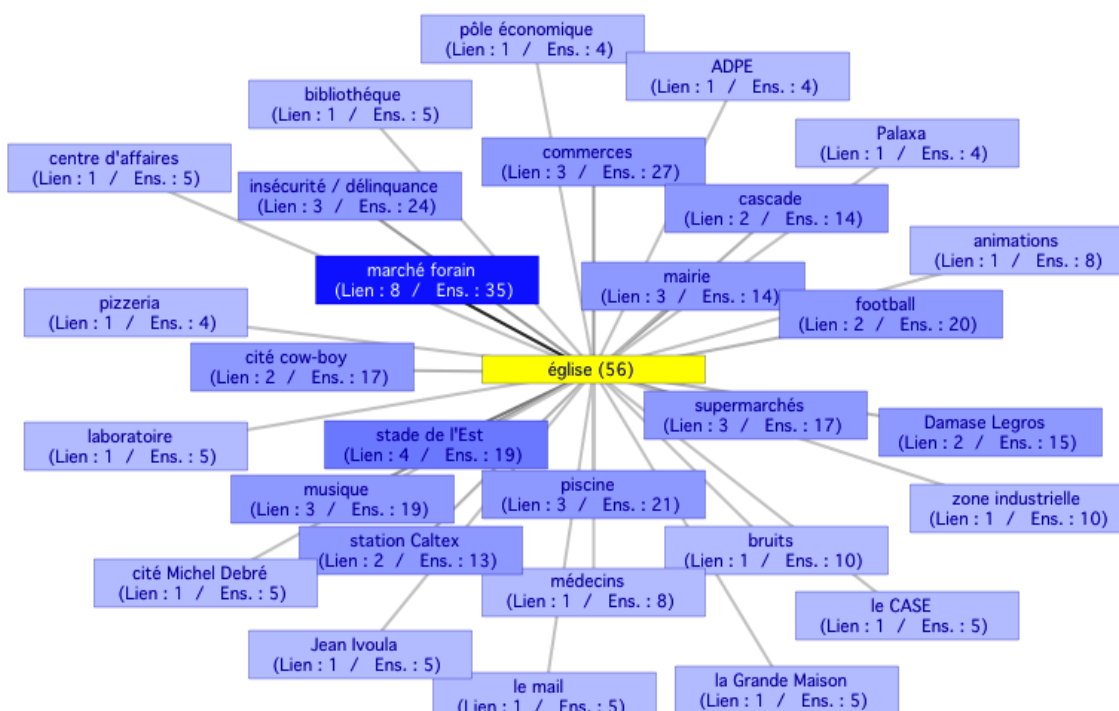 pôle économique
(Lien : 1 / Ens. : 4)
ADPE
(Lien : 1 / Ens. : 4)
bibliothéque
(Lien : 1 / Ens. : 5)
Palaxa
(Lien : 1 / Ens. : 4)
commerces
(Lien : 3 / Ens. : 27)
centre d'affaires
(Lien : 1 / Ens. : 5)
insécurité / délinquance
(Lien : 3 / Ens. : 24)
cascade
(Lien : 2 / Ens. : 14)
animations
(Lien : 1 / Ens. : 8)
marché forain
(Lien : 8 / Ens. : 35)
mairie
(Lien : 3 / Ens. : 14)
football
(Lien : 2 / Ens. : 20)
pizzeria
(Lien : 1 / Ens. : 4)
cité cow-boy
(Lien : 2 / Ens. : 17)
église (56)
supermarchés
(Lien : 3 / Ens. : 17)
Damase Legros
(Lien : 2 / Ens. : 15)
laboratoire
(Lien : 1 / Ens. : 5)
stade de l'Est
(Lien : 4 / Ens. : 19)
musique
(Lien : 3 / Ens. : 19)
piscine
(Lien : 3 / Ens. : 21)
zone industrielle
(Lien : 1 / Ens. : 10)
station Caltex
(Lien : 2 / Ens. : 13)
bruits
(Lien : 1 / Ens. : 10)
cité Michel Debré
(Lien : 1 / Ens. : 5)
médecins
(Lien : 1 / Ens. : 8)
le CASE
(Lien : 1 / Ens. : 5)
Jean Ivoula
(Lien : 1 / Ens. : 5)
le mail
(Lien : 1 / Ens. : 5)
la Grande Maison
(Lien : 1 / Ens. : 5)